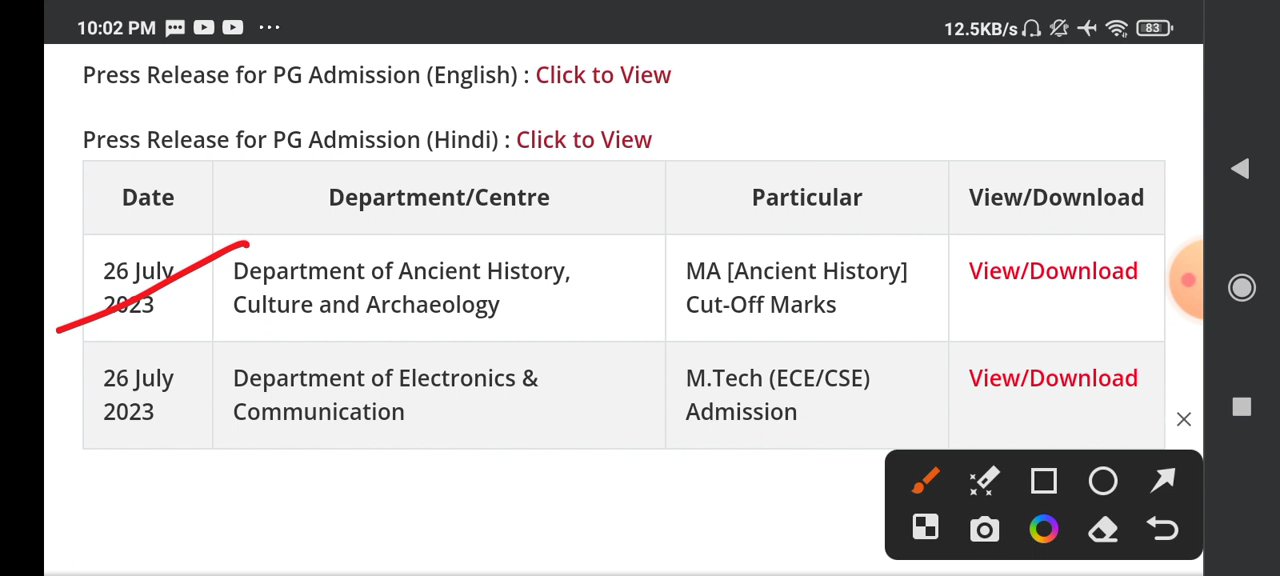 10:02 PM
12.5KB/s
83
Press Release for PG Admission (English) : Click to View
Press Release for PG Admission (Hindi) : Click to View
Date Department/Centre Particular View/Download
26 July 2023
Department of Ancient History,
Culture and Archaeology
MA [Ancient History]
Cut-Off Marks
View/Download
26 July
2023
Department of Electronics &
Communication
M.Tech (ECE/CSE)
Admission
View/Download